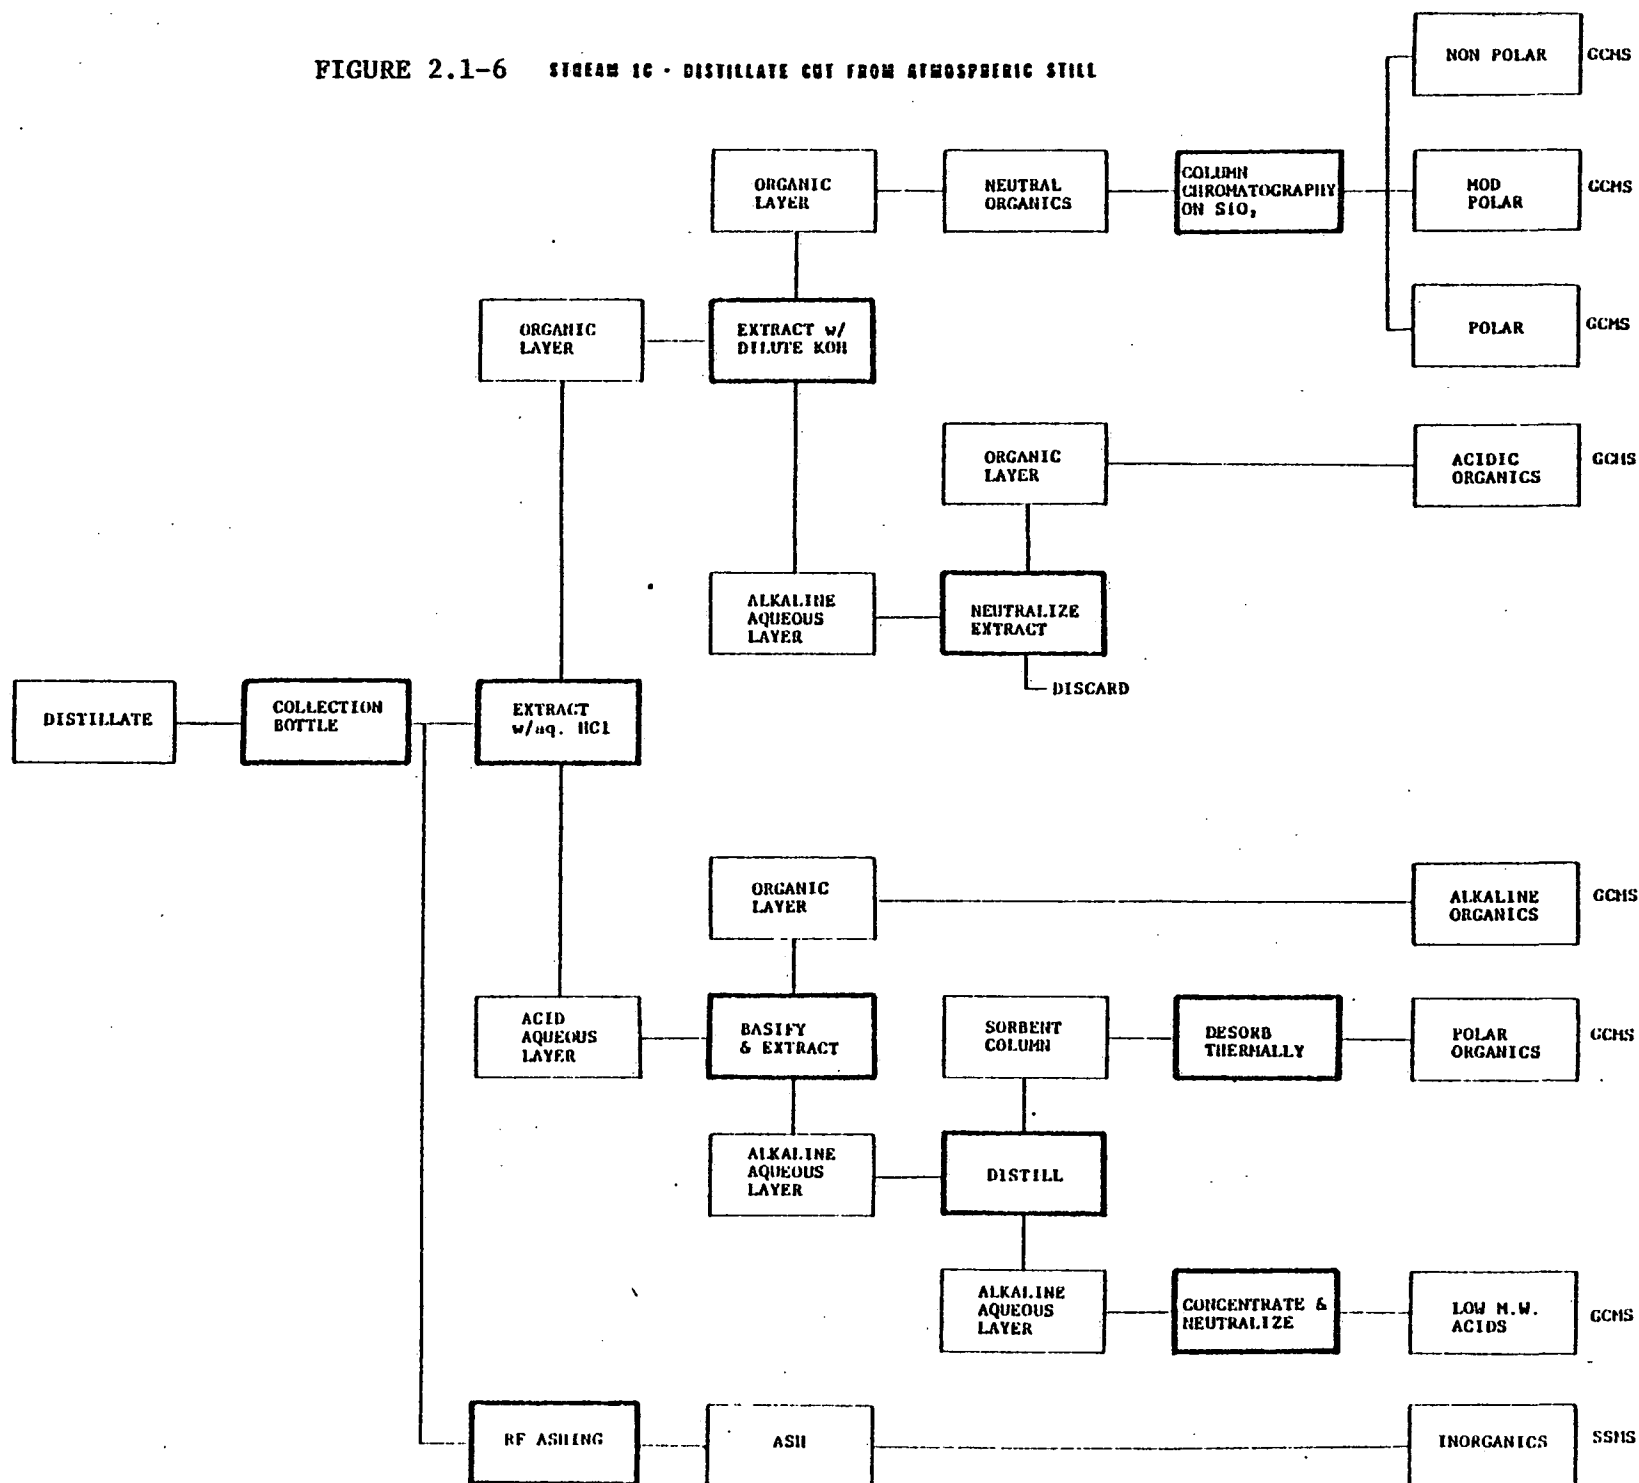 FIGURE 2.1-6 STREAM 1C - DISTILLATE CUT FROM ATMOSPHERIC STILL
NON POLAR
GCMS
ORGANIC
LAYER
NEUTRAL
ORGANICS
COLUMN
CHROMATOGRAPHY
ON SiO₂
MOD
POLAR
GCMS
ORGANIC
LAYER
EXTRACT w/
DILUTE KOH
POLAR
GCMS
ORGANIC
LAYER
ACIDIC
ORGANICS
GCMS
ALKALINE
AQUEOUS
LAYER
NEUTRALIZE
EXTRACT
DISCARD
DISTILLATE
COLLECTION
BOTTLE
EXTRACT
w/aq. HCl
ORGANIC
LAYER
ALKALINE
ORGANICS
GCMS
ACID
AQUEOUS
LAYER
BASIFY
& EXTRACT
SORBENT
COLUMN
DESORB
THERMALLY
POLAR
ORGANICS
GCMS
ALKALINE
AQUEOUS
LAYER
DISTILL
ALKALINE
AQUEOUS
LAYER
CONCENTRATE &
NEUTRALIZE
LOW M.W.
ACIDS
GCMS
RF ASHING
ASH
INORGANICS
SSMS